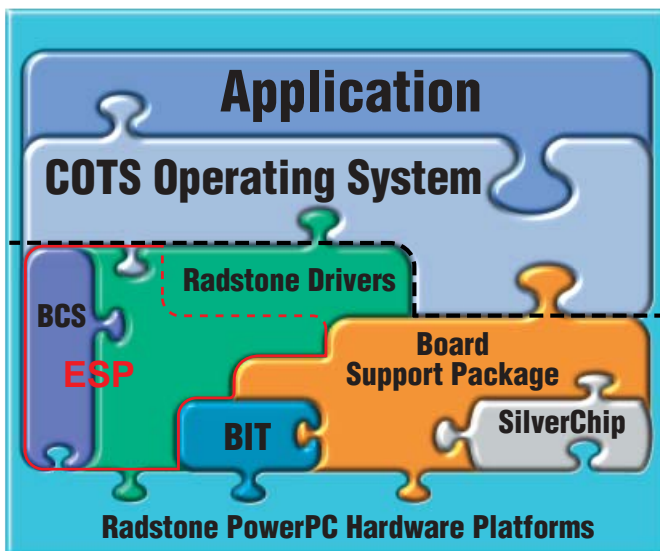 Application
COTS Operating System
Radstone Drivers
BCS
ESP
Board
Support Package
BIT
SilverChip
Radstone PowerPC Hardware Platforms